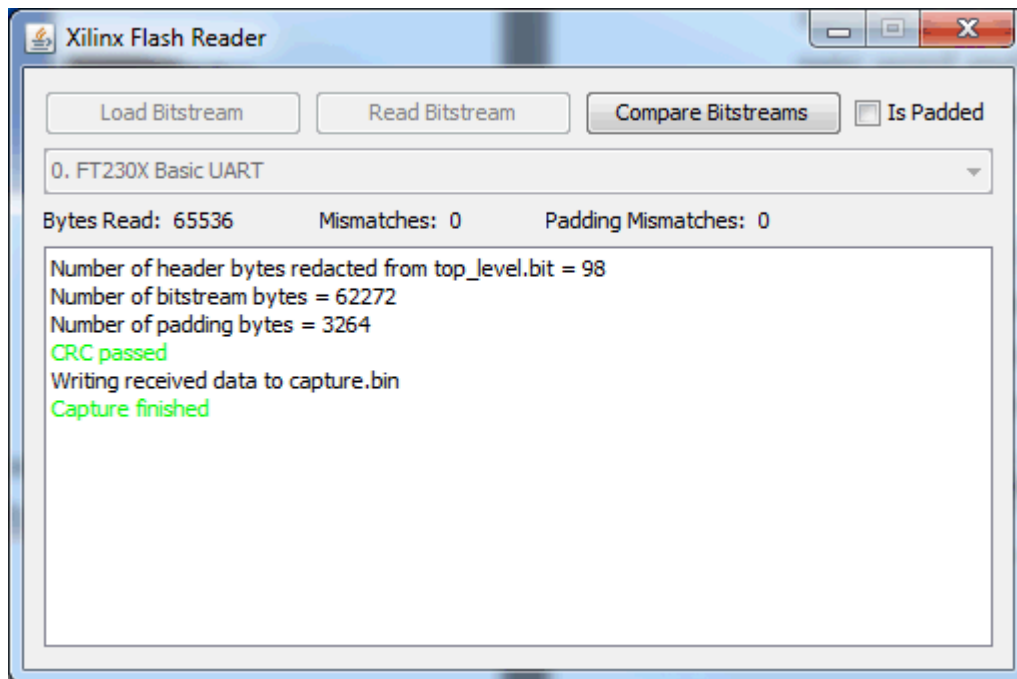 Xilinx Flash Reader
Load Bitstream Read Bitstream Compare Bitstreams Is Padded
0. FT230X Basic UART
Bytes Read: 65536 Mismatches: 0 Padding Mismatches: 0
Number of header bytes redacted from top_level.bit = 98
Number of bitstream bytes = 62272
Number of padding bytes = 3264
CRC passed
Writing received data to capture.bin
Capture finished